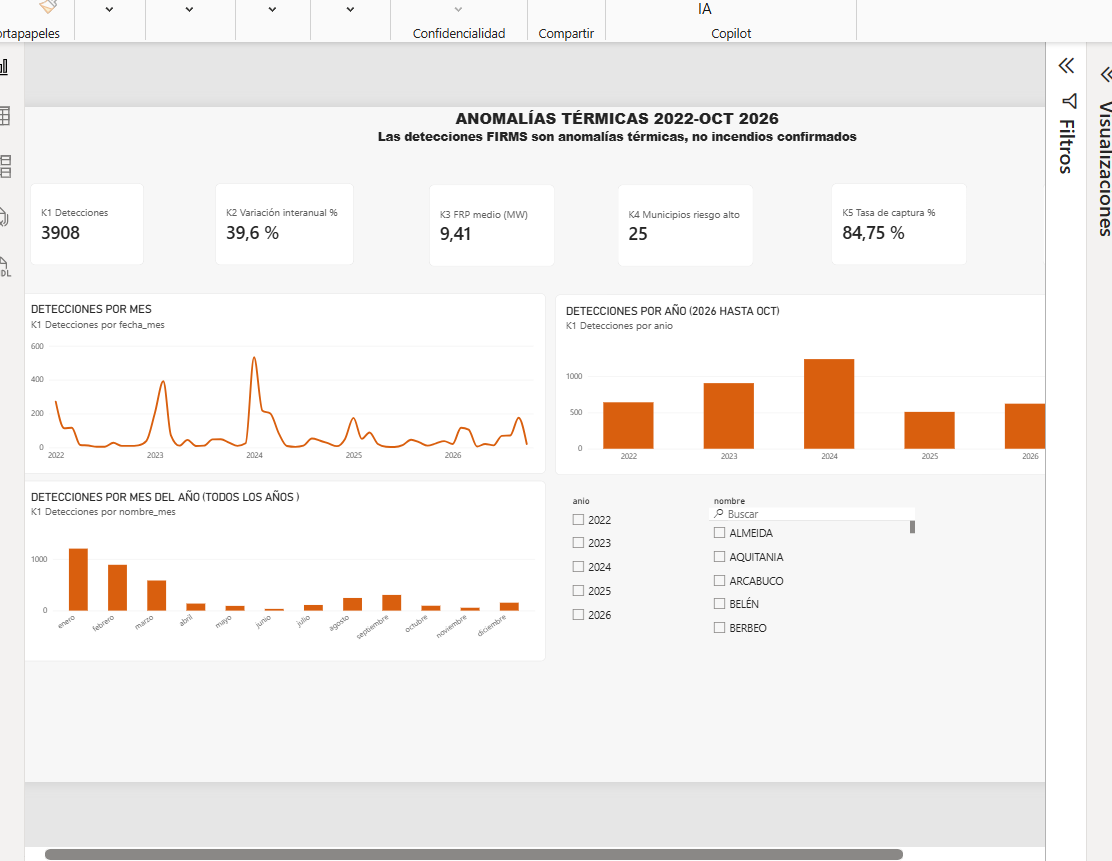 IA
rtapapeles
Confidencialidad
Compartir
Copilot
Filtros
Visualizaciones
ANOMALÍAS TÉRMICAS 2022-OCT 2026
Las detecciones FIRMS son anomalías térmicas, no incendios confirmados
K1 Detecciones
3908
K2 Variación interanual %
39,6 %
K3 FRP medio (MW)
9,41
K4 Municipios riesgo alto
25
K5 Tasa de captura %
84,75 %
DETECCIONES POR MES
K1 Detecciones por fecha_mes
600
400
200
0
2022
2023
2024
2025
2026
DETECCIONES POR AÑO (2026 HASTA OCT)
K1 Detecciones por anio
1000
500
0
2022
2023
2024
2025
2026
DETECCIONES POR MES DEL AÑO (TODOS LOS AÑOS )
K1 Detecciones por nombre_mes
1000
0
enero
febrero
marzo
abril
mayo
junio
julio
agosto
septiembre
octubre
noviembre
diciembre
anio
2022
2023
2024
2025
2026
nombre
Buscar
ALMEIDA
AQUITANIA
ARCABUCO
BELÉN
BERBEO